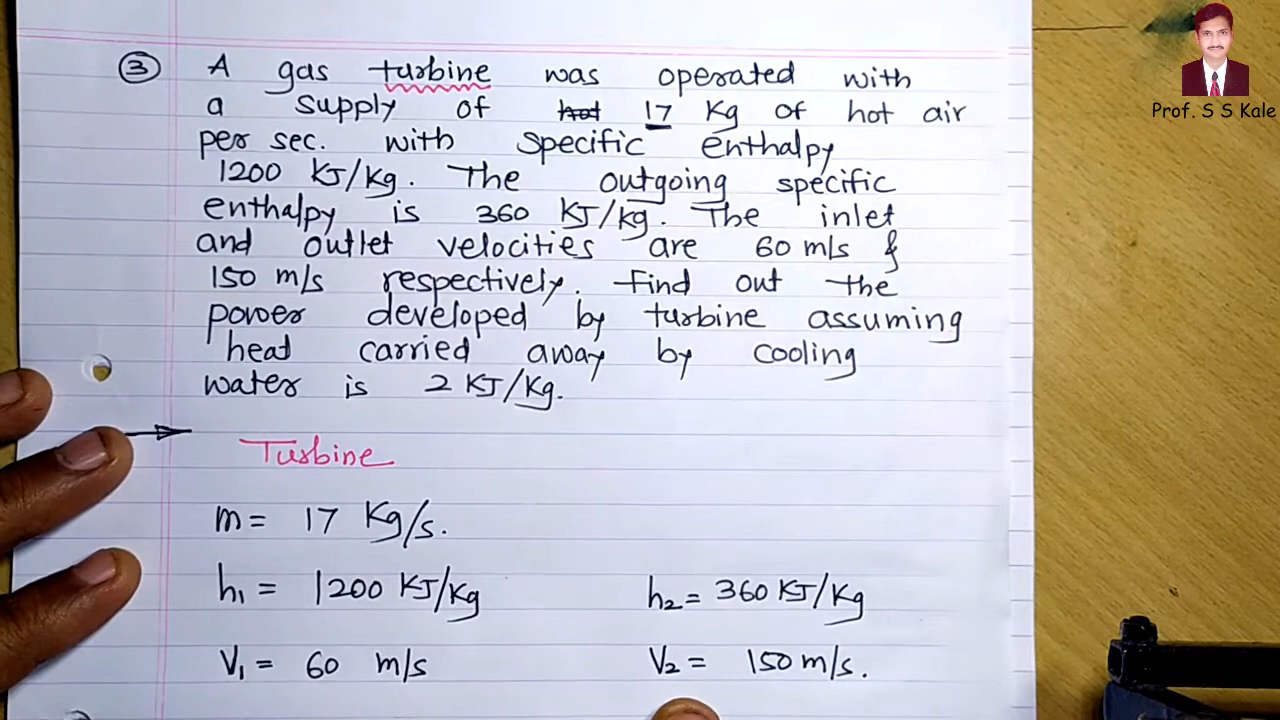 Prof. S S Kale
③ A gas turbine was operated with
a supply of hot 17 Kg of hot air
per sec. with specific enthalpy
1200 KJ/Kg. The outgoing specific
enthalpy is 360 KJ/kg. The inlet
and outlet velocities are 60 m/s &
150 m/s respectively. Find out the
power developed by turbine assuming
heat carried away by cooling
water is 2 KJ/Kg.
Turbine
m = 17 Kg/s.
h₁ = 1200 KJ/Kg h₂ = 360 KJ/Kg
V₁ = 60 m/s V₂ = 150 m/s.